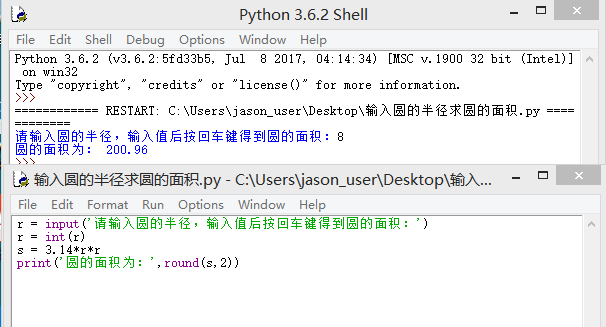 Python 3.6.2 Shell
File Edit Shell Debug Options Window Help
Python 3.6.2 (v3.6.2:5fd33b5, Jul  8 2017, 04:14:34) [MSC v.1900 32 bit (Intel)]
 on win32
Type "copyright", "credits" or "license()" for more information.
>>>
=========== RESTART: C:\Users\jason_user\Desktop\输入圆的半径求圆的面积.py ====
===========
请输入圆的半径，输入值后按回车键得到圆的面积：8
圆的面积为： 200.96
>>>
输入圆的半径求圆的面积.py - C:\Users\jason_user\Desktop\输入...
File Edit Format Run Options Window Help
r = input('请输入圆的半径，输入值后按回车键得到圆的面积：')
r = int(r)
s = 3.14*r*r
print('圆的面积为：',round(s,2))